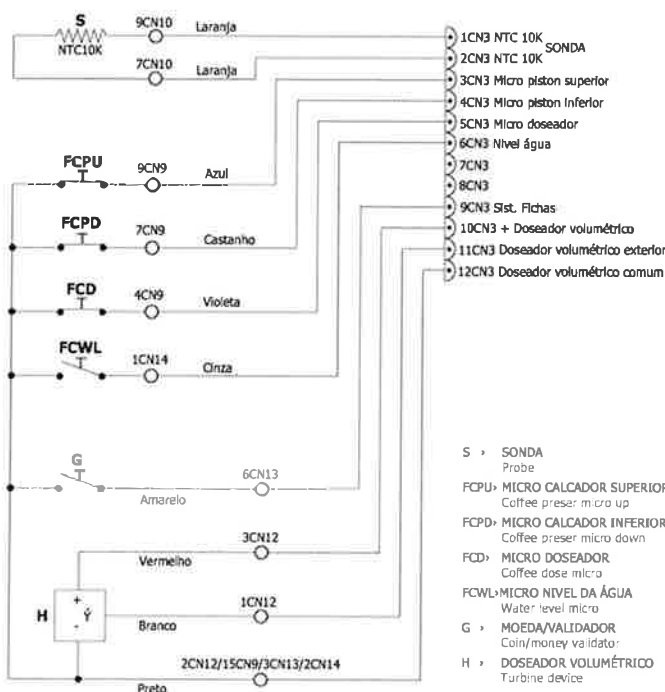 S
NTC10K
9CN10
Laranja
7CN10
Laranja
1CN3 NTC 10K
SONDA
2CN3 NTC 10K
3CN3 Micro piston superior
4CN3 Micro piston inferior
5CN3 Micro doseador
6CN3 Nivel água
7CN3
8CN3
9CN3 Sist. Fichas
10CN3 + Doseador volumétrico
11CN3 Doseador volumétrico exterior
12CN3 Doseador volumétrico comum
FCPU
9CN9
Azul
FCPD
7CN9
Castanho
FCD
4CN9
Violeta
FCWL
1CN14
Cinza
G
6CN13
Amarelo
3CN12
Vermelho
H
+
Ý
-
1CN12
Branco
2CN12/15CN9/3CN13/2CN14
Preto
S › SONDA
Probe
FCPU› MICRO CALCADOR SUPERIOR
Coffee preser micro up
FCPD› MICRO CALCADOR INFERIOR
Coffee preser micro down
FCD› MICRO DOSEADOR
Coffee dose micro
FCWL›MICRO NIVEL DA ÁGUA
Water level micro
G › MOEDA/VALIDADOR
Coin/money validator
H › DOSEADOR VOLUMÉTRICO
Turbine device